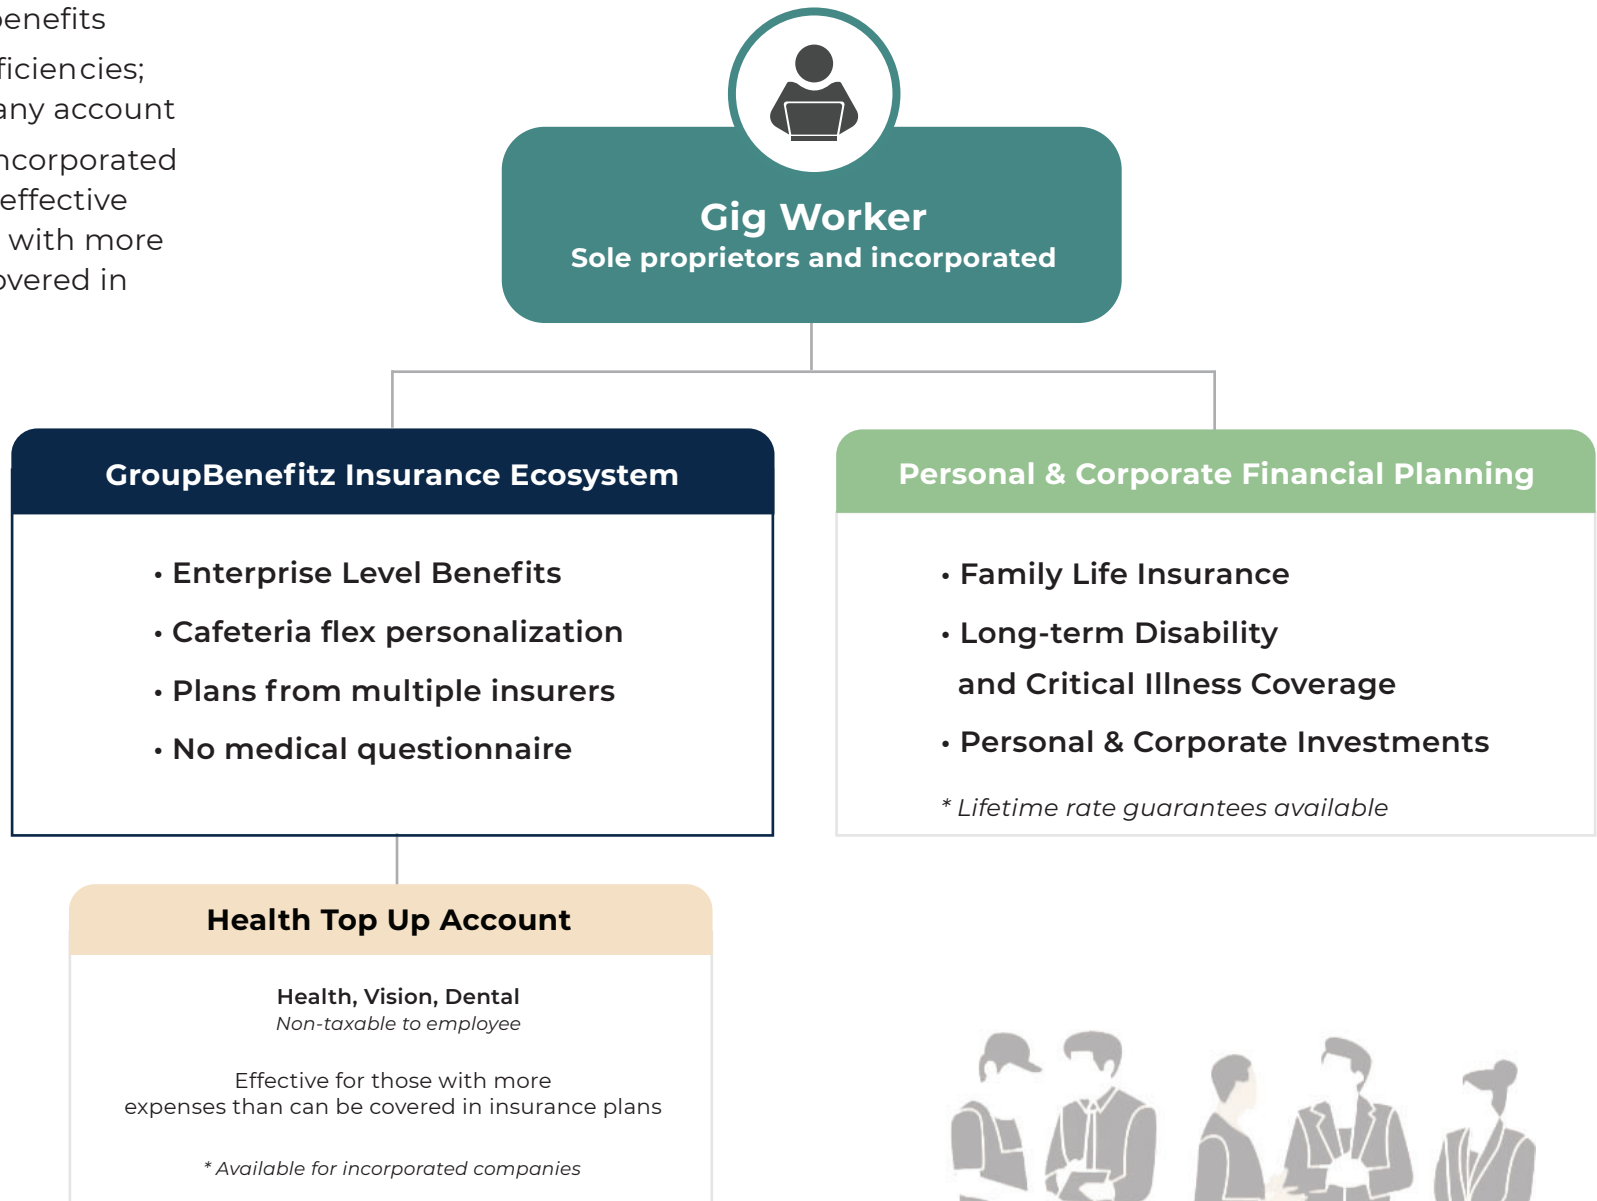 benefits
ficiencies;
any account
ncorporated
effective
with more
overed in
Gig Worker
Sole proprietors and incorporated
GroupBenefitz Insurance Ecosystem
• Enterprise Level Benefits
• Cafeteria flex personalization
• Plans from multiple insurers
• No medical questionnaire
Personal & Corporate Financial Planning
• Family Life Insurance
• Long-term Disability
and Critical Illness Coverage
• Personal & Corporate Investments
* Lifetime rate guarantees available
Health Top Up Account
Health, Vision, Dental
Non-taxable to employee
Effective for those with more
expenses than can be covered in insurance plans
* Available for incorporated companies